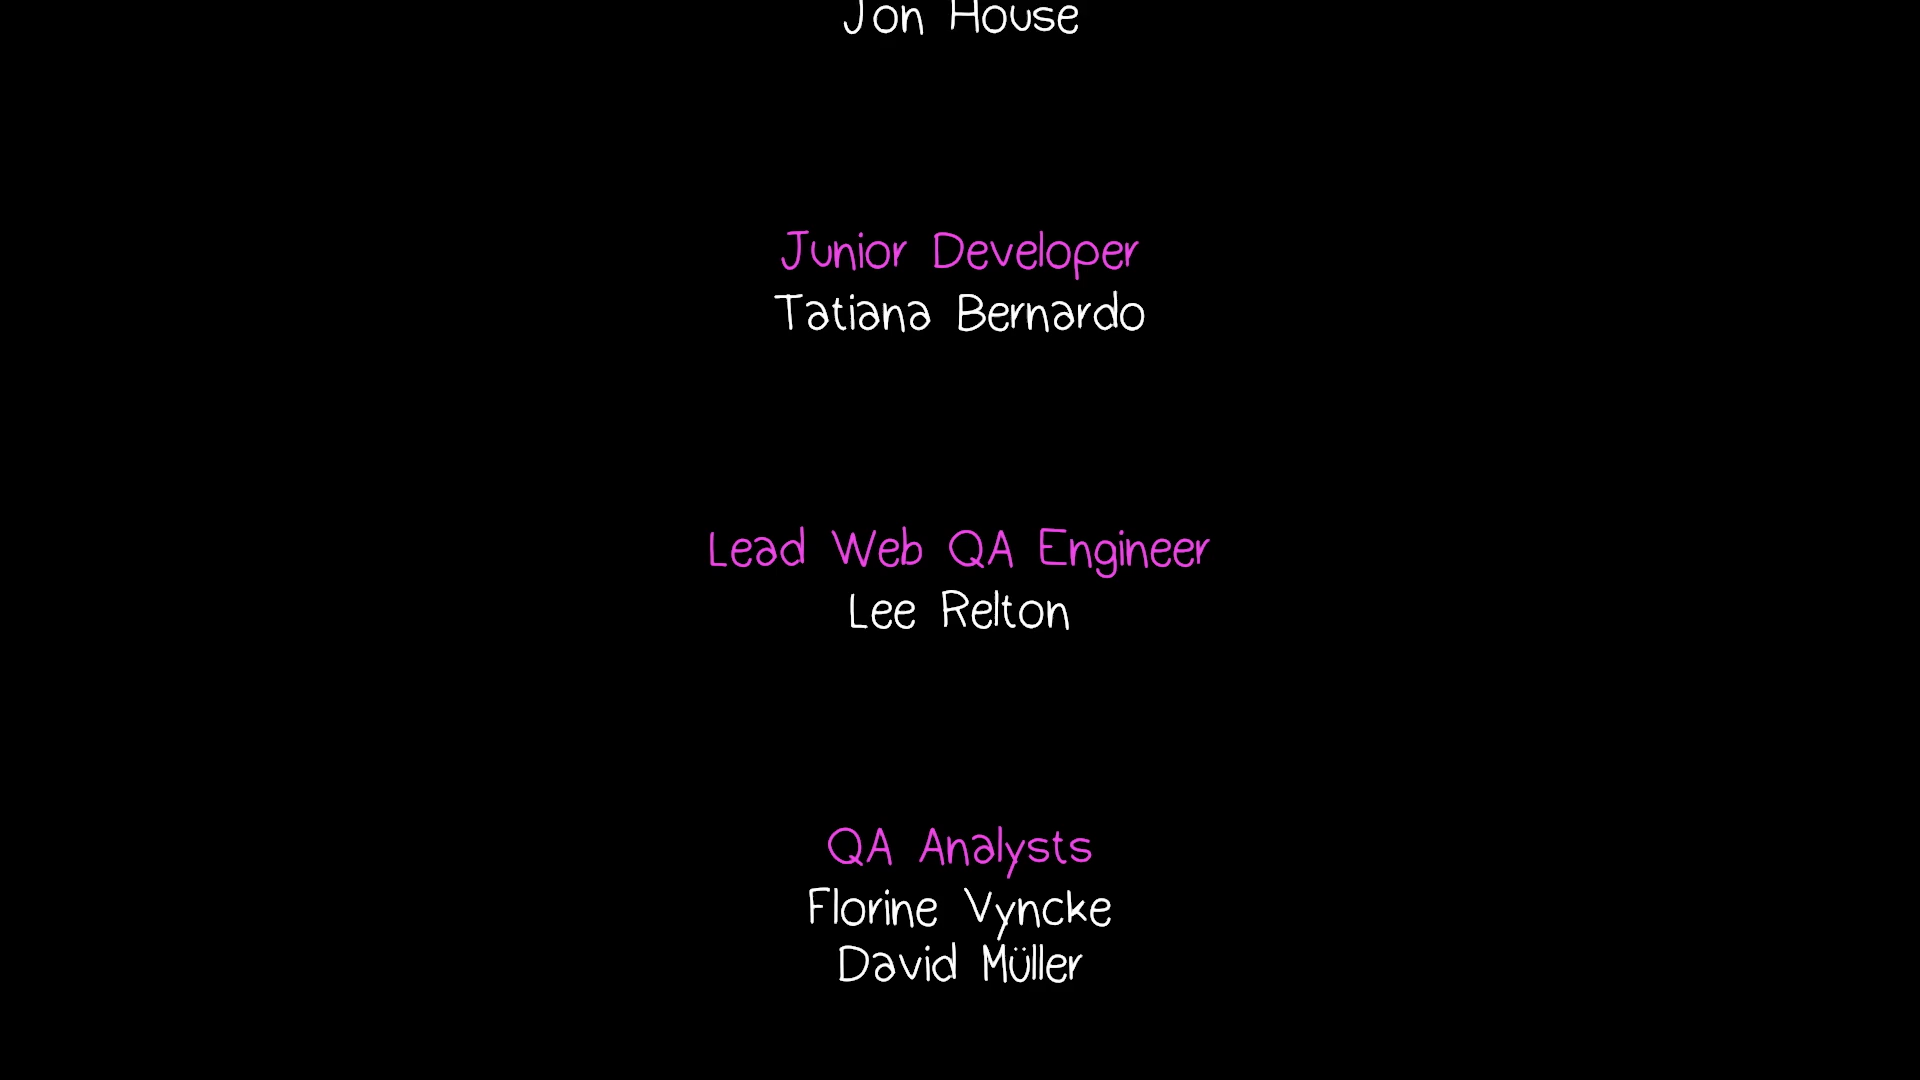 Jon House
Junior Developer
Tatiana Bernardo
Lead Web QA Engineer
Lee Relton
QA Analysts
Florine Vyncke
David Müller